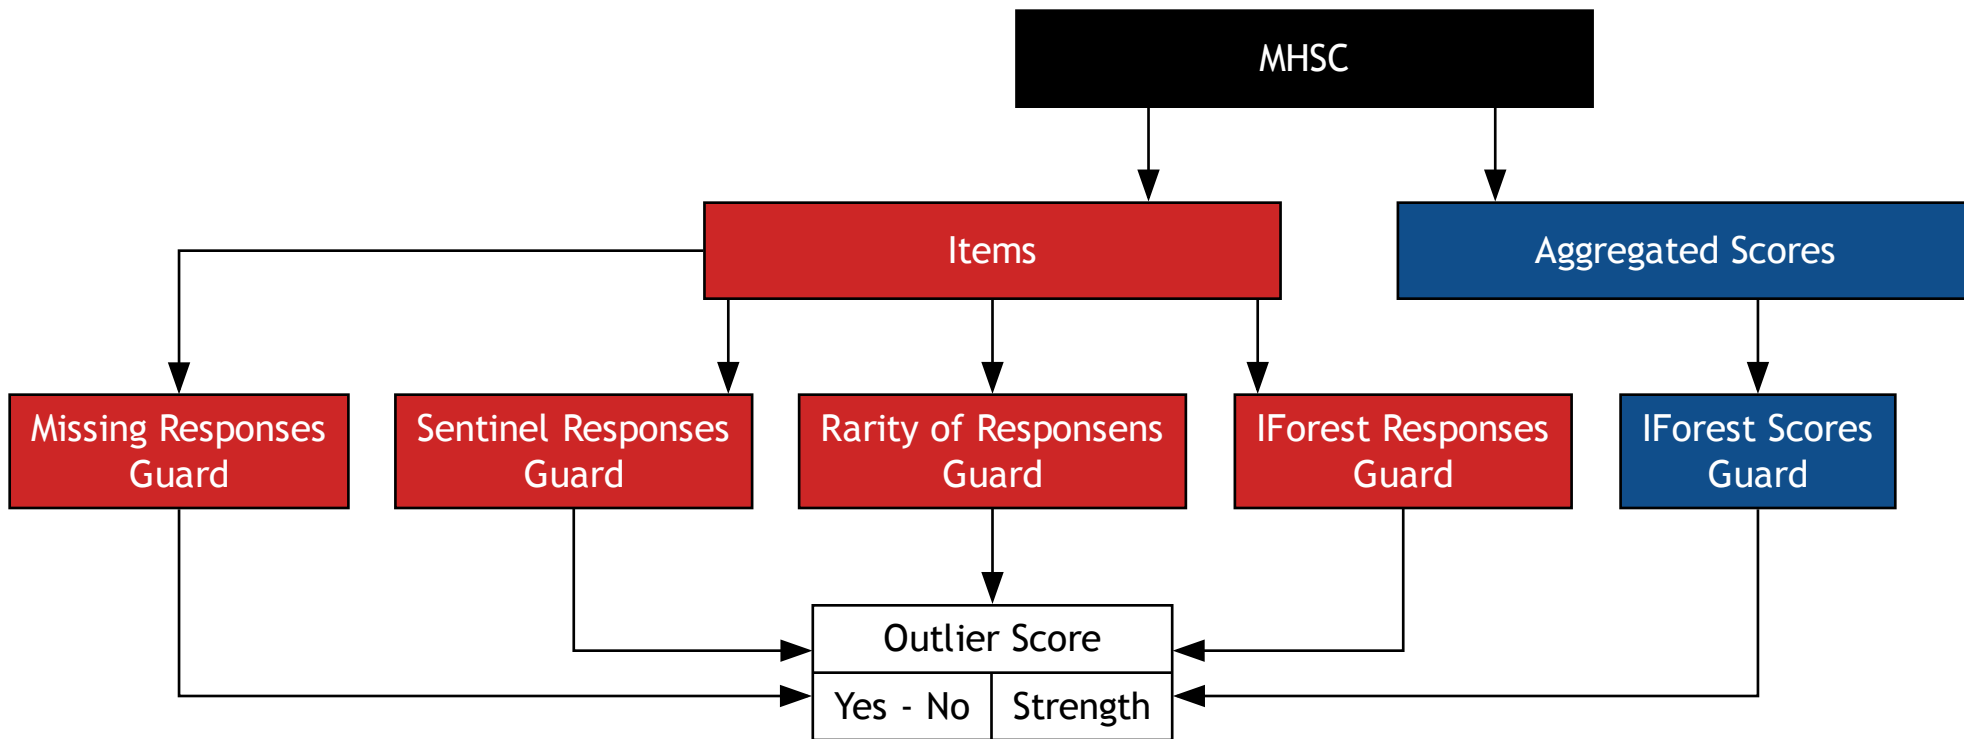 MHSC
Items
Aggregated Scores
Missing Responses
Guard
Sentinel Responses
Guard
Rarity of Responsens
Guard
IForest Responses
Guard
IForest Scores
Guard
Outlier Score
Yes - No
Strength